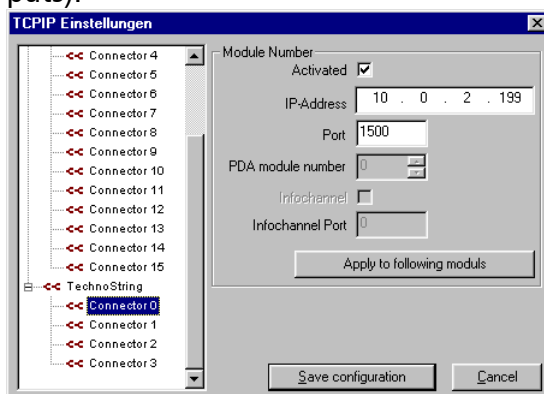 puts).
TCPIP Einstellungen
Connector 4
Connector 5
Connector 6
Connector 7
Connector 8
Connector 9
Connector 10
Connector 11
Connector 12
Connector 13
Connector 14
Connector 15
TechnoString
Connector 0
Connector 1
Connector 2
Connector 3
Module Number
Activated
IP-Address 10 . 0 . 2 . 199
Port 1500
PDA module number 0
Infochannel
Infochannel Port 0
Apply to following moduls
Save configuration Cancel